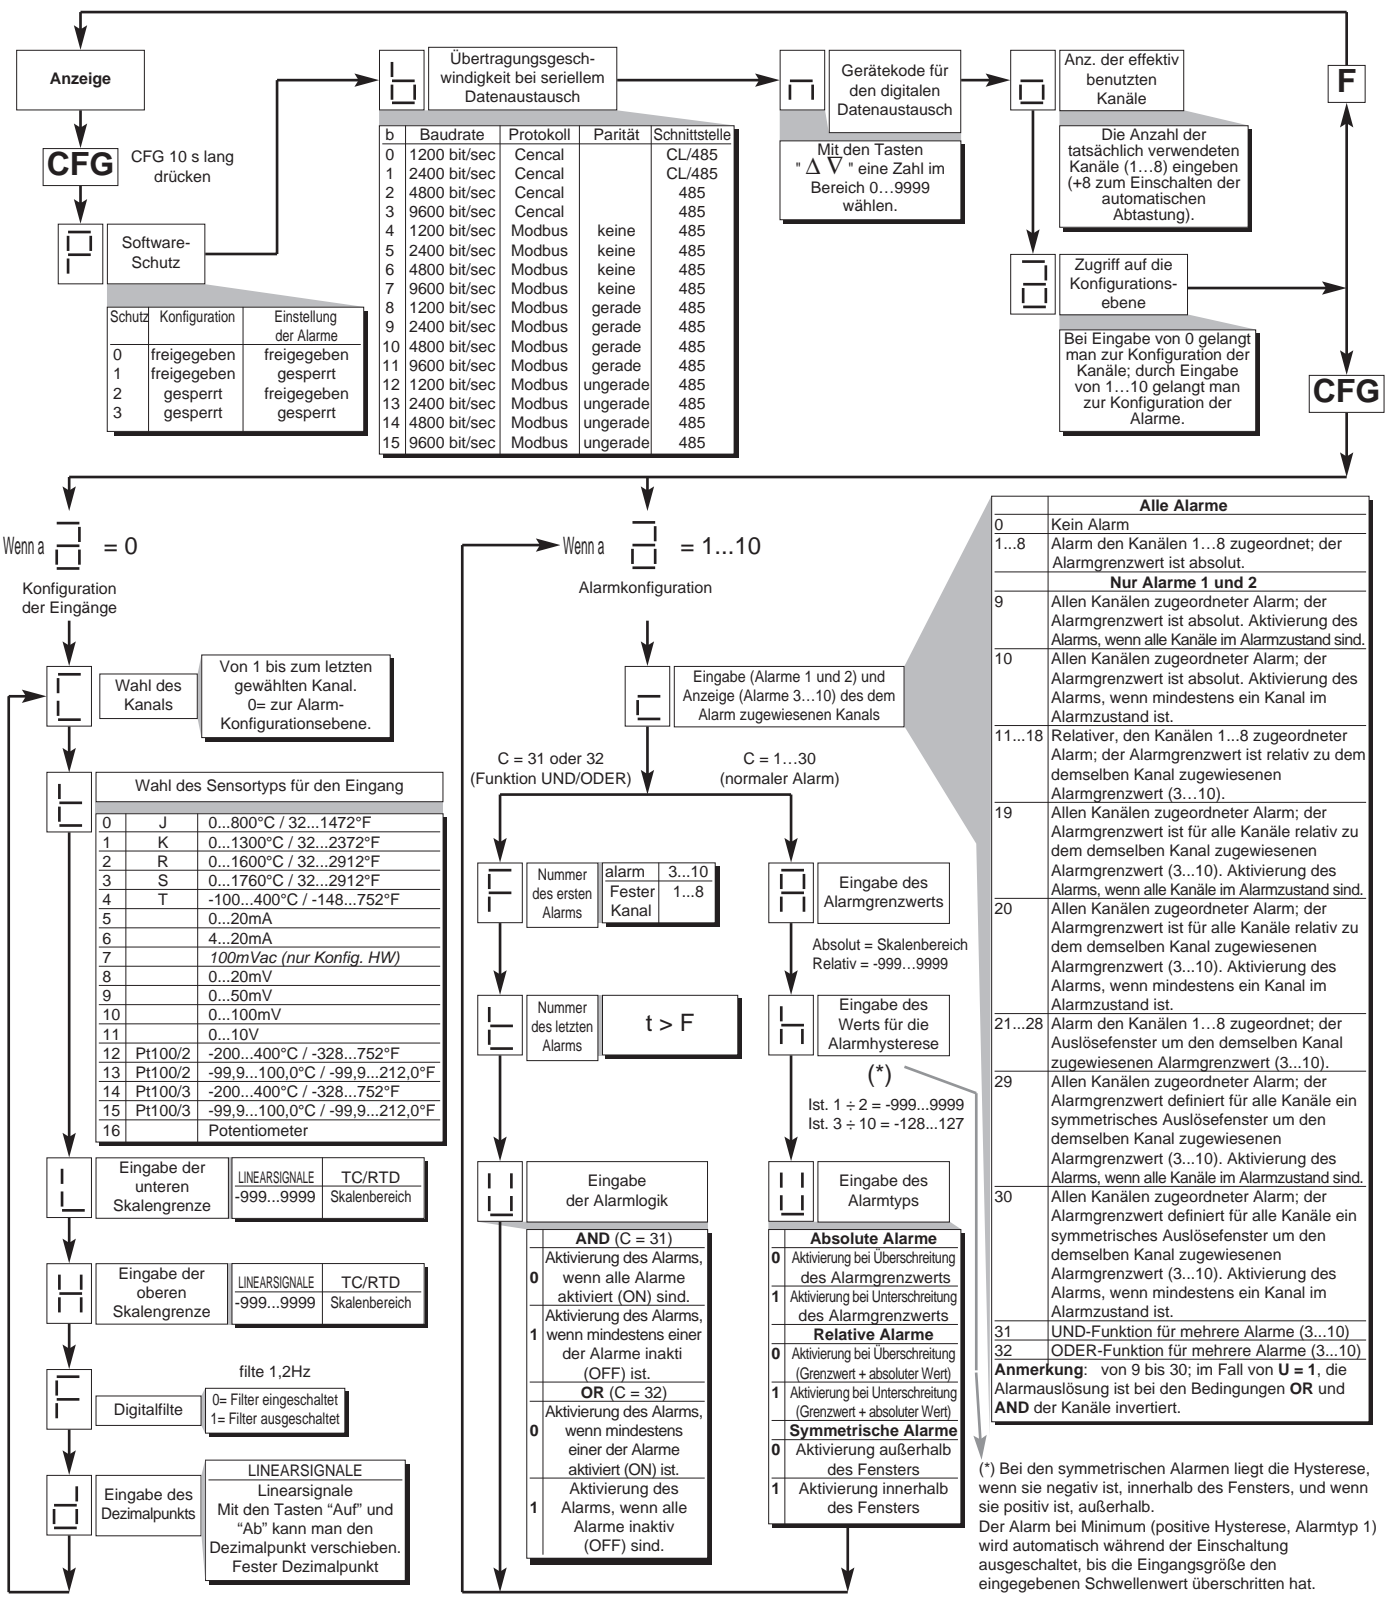 Anzeige
CFG
CFG 10 s lang
drücken
Software-
Schutz
Schutz Konfiguration Einstellung
der Alarme
0 freigegeben freigegeben
1 freigegeben gesperrt
2 gesperrt freigegeben
3 gesperrt gesperrt
Übertragungsgesch-
windigkeit bei seriellem
Datenaustausch
b Baudrate Protokoll Parität Schnittstelle
0 1200 bit/sec Cencal CL/485
1 2400 bit/sec Cencal CL/485
2 4800 bit/sec Cencal 485
3 9600 bit/sec Cencal 485
4 1200 bit/sec Modbus keine 485
5 2400 bit/sec Modbus keine 485
6 4800 bit/sec Modbus keine 485
7 9600 bit/sec Modbus keine 485
8 1200 bit/sec Modbus gerade 485
9 2400 bit/sec Modbus gerade 485
10 4800 bit/sec Modbus gerade 485
11 9600 bit/sec Modbus gerade 485
12 1200 bit/sec Modbus ungerade 485
13 2400 bit/sec Modbus ungerade 485
14 4800 bit/sec Modbus ungerade 485
15 9600 bit/sec Modbus ungerade 485
Gerätekode für
den digitalen
Datenaustausch
Mit den Tasten
" Δ ∇ " eine Zahl im
Bereich 0…9999
wählen.
Anz. der effektiv
benutzten
Kanäle
Die Anzahl der
tatsächlich verwendeten
Kanäle (1…8) eingeben
(+8 zum Einschalten der
automatischen
Abtastung).
Zugriff auf die
Konfigurations-
ebene
Bei Eingabe von 0 gelangt
man zur Konfiguration der
Kanäle; durch Eingabe
von 1…10 gelangt man
zur Konfiguration der
Alarme.
F
CFG
Wenn a = 0
Konfiguration
der Eingänge
Wahl des
Kanals
Von 1 bis zum letzten
gewählten Kanal.
0= zur Alarm-
Konfigurationsebene.
Wahl des Sensortyps für den Eingang
0 J 0...800°C / 32...1472°F
1 K 0...1300°C / 32...2372°F
2 R 0...1600°C / 32...2912°F
3 S 0...1760°C / 32...2912°F
4 T -100...400°C / -148...752°F
5 0...20mA
6 4...20mA
7 100mVac (nur Konfig. HW)
8 0...20mV
9 0...50mV
10 0...100mV
11 0...10V
12 Pt100/2 -200...400°C / -328...752°F
13 Pt100/2 -99,9...100,0°C / -99,9...212,0°F
14 Pt100/3 -200...400°C / -328...752°F
15 Pt100/3 -99,9...100,0°C / -99,9...212,0°F
16 Potentiometer
Eingabe der
unteren
Skalengrenze
LINEARSIGNALE TC/RTD
-999...9999 Skalenbereich
Eingabe der
oberen
Skalengrenze
LINEARSIGNALE TC/RTD
-999...9999 Skalenbereich
filte 1,2Hz
Digitalfilte
0= Filter eingeschaltet
1= Filter ausgeschaltet
Eingabe des
Dezimalpunkts
LINEARSIGNALE
Linearsignale
Mit den Tasten “Auf” und
“Ab” kann man den
Dezimalpunkt verschieben.
Fester Dezimalpunkt
Wenn a = 1...10
Alarmkonfiguration
Eingabe (Alarme 1 und 2) und
Anzeige (Alarme 3...10) des dem
Alarm zugewiesenen Kanals
C = 31 oder 32
(Funktion UND/ODER)
C = 1…30
(normaler Alarm)
Nummer
des ersten
Alarms
alarm 3...10
Fester 1...8
Kanal
Nummer
des letzten
Alarms
t > F
Eingabe
der Alarmlogik
AND (C = 31)
0 Aktivierung des Alarms,
wenn alle Alarme
aktiviert (ON) sind.
1 Aktivierung des Alarms,
wenn mindestens einer
der Alarme inakti
(OFF) ist.
OR (C = 32)
0 Aktivierung des Alarms,
wenn mindestens
einer der Alarme
aktiviert (ON) ist.
1 Aktivierung des
Alarms, wenn alle
Alarme inaktiv
(OFF) sind.
Eingabe des
Alarmgrenzwerts
Absolut = Skalenbereich
Relativ = -999...9999
Eingabe des
Werts für die
Alarmhysterese
(*)
Ist. 1 ÷ 2 = -999...9999
Ist. 3 ÷ 10 = -128...127
Eingabe des
Alarmtyps
Absolute Alarme
0 Aktivierung bei Überschreitung
des Alarmgrenzwerts
1 Aktivierung bei Unterschreitung
des Alarmgrenzwerts
Relative Alarme
0 Aktivierung bei Überschreitung
(Grenzwert + absoluter Wert)
1 Aktivierung bei Unterschreitung
(Grenzwert + absoluter Wert)
Symmetrische Alarme
0 Aktivierung außerhalb
des Fensters
1 Aktivierung innerhalb
des Fensters
Alle Alarme
0 Kein Alarm
1...8 Alarm den Kanälen 1…8 zugeordnet; der
Alarmgrenzwert ist absolut.
Nur Alarme 1 und 2
9 Allen Kanälen zugeordneter Alarm; der
Alarmgrenzwert ist absolut. Aktivierung des
Alarms, wenn alle Kanäle im Alarmzustand sind.
10 Allen Kanälen zugeordneter Alarm; der
Alarmgrenzwert ist absolut. Aktivierung des
Alarms, wenn mindestens ein Kanal im
Alarmzustand ist.
11...18 Relativer, den Kanälen 1...8 zugeordneter
Alarm; der Alarmgrenzwert ist relativ zu dem
demselben Kanal zugewiesenen
Alarmgrenzwert (3…10).
19 Allen Kanälen zugeordneter Alarm; der
Alarmgrenzwert ist für alle Kanäle relativ zu
dem demselben Kanal zugewiesenen
Alarmgrenzwert (3...10). Aktivierung des
Alarms, wenn alle Kanäle im Alarmzustand sind.
20 Allen Kanälen zugeordneter Alarm; der
Alarmgrenzwert ist für alle Kanäle relativ zu
dem demselben Kanal zugewiesenen
Alarmgrenzwert (3...10). Aktivierung des
Alarms, wenn mindestens ein Kanal im
Alarmzustand ist.
21...28 Alarm den Kanälen 1…8 zugeordnet; der
Auslösefenster um den demselben Kanal
zugewiesenen Alarmgrenzwert (3...10).
29 Allen Kanälen zugeordneter Alarm; der
Alarmgrenzwert definiert für alle Kanäle ein
symmetrisches Auslösefenster um den
demselben Kanal zugewiesenen
Alarmgrenzwert (3...10). Aktivierung des
Alarms, wenn alle Kanäle im Alarmzustand sind.
30 Allen Kanälen zugeordneter Alarm; der
Alarmgrenzwert definiert für alle Kanäle ein
symmetrisches Auslösefenster um den
demselben Kanal zugewiesenen
Alarmgrenzwert (3...10). Aktivierung des
Alarms, wenn mindestens ein Kanal im
Alarmzustand ist.
31 UND-Funktion für mehrere Alarme (3...10)
32 ODER-Funktion für mehrere Alarme (3...10)
Anmerkung: von 9 bis 30; im Fall von U = 1, die
Alarmauslösung ist bei den Bedingungen OR und
AND der Kanäle invertiert.
(*) Bei den symmetrischen Alarmen liegt die Hysterese,
wenn sie negativ ist, innerhalb des Fensters, und wenn
sie positiv ist, außerhalb.
Der Alarm bei Minimum (positive Hysterese, Alarmtyp 1)
wird automatisch während der Einschaltung
ausgeschaltet, bis die Eingangsgröße den
eingegebenen Schwellenwert überschritten hat.